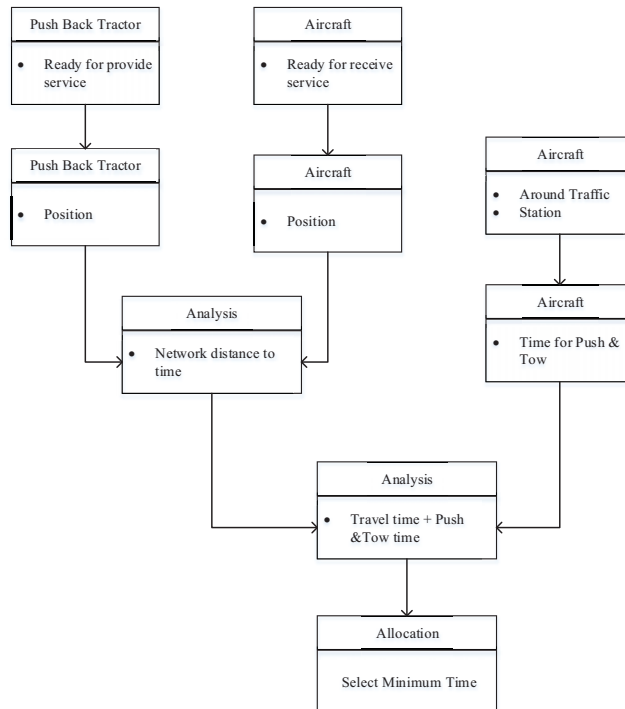 Push Back Tractor
• Ready for provide
service
Aircraft
• Ready for receive
service
Push Back Tractor
• Position
Aircraft
• Position
Aircraft
• Around Traffic
• Station
Analysis
• Network distance to
time
Aircraft
• Time for Push &
Tow
Analysis
• Travel time + Push
&Tow time
Allocation
Select Minimum Time